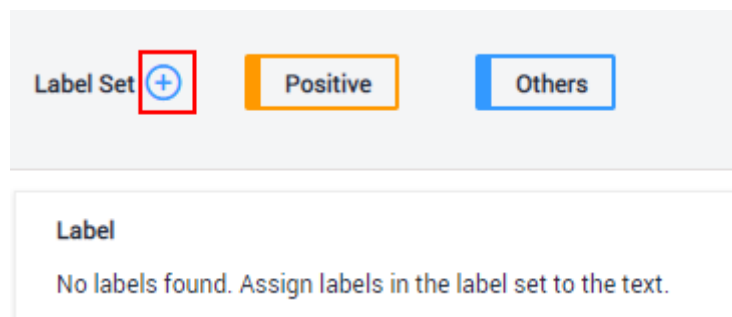 Label Set Positive Others
Label
No labels found. Assign labels in the label set to the text.